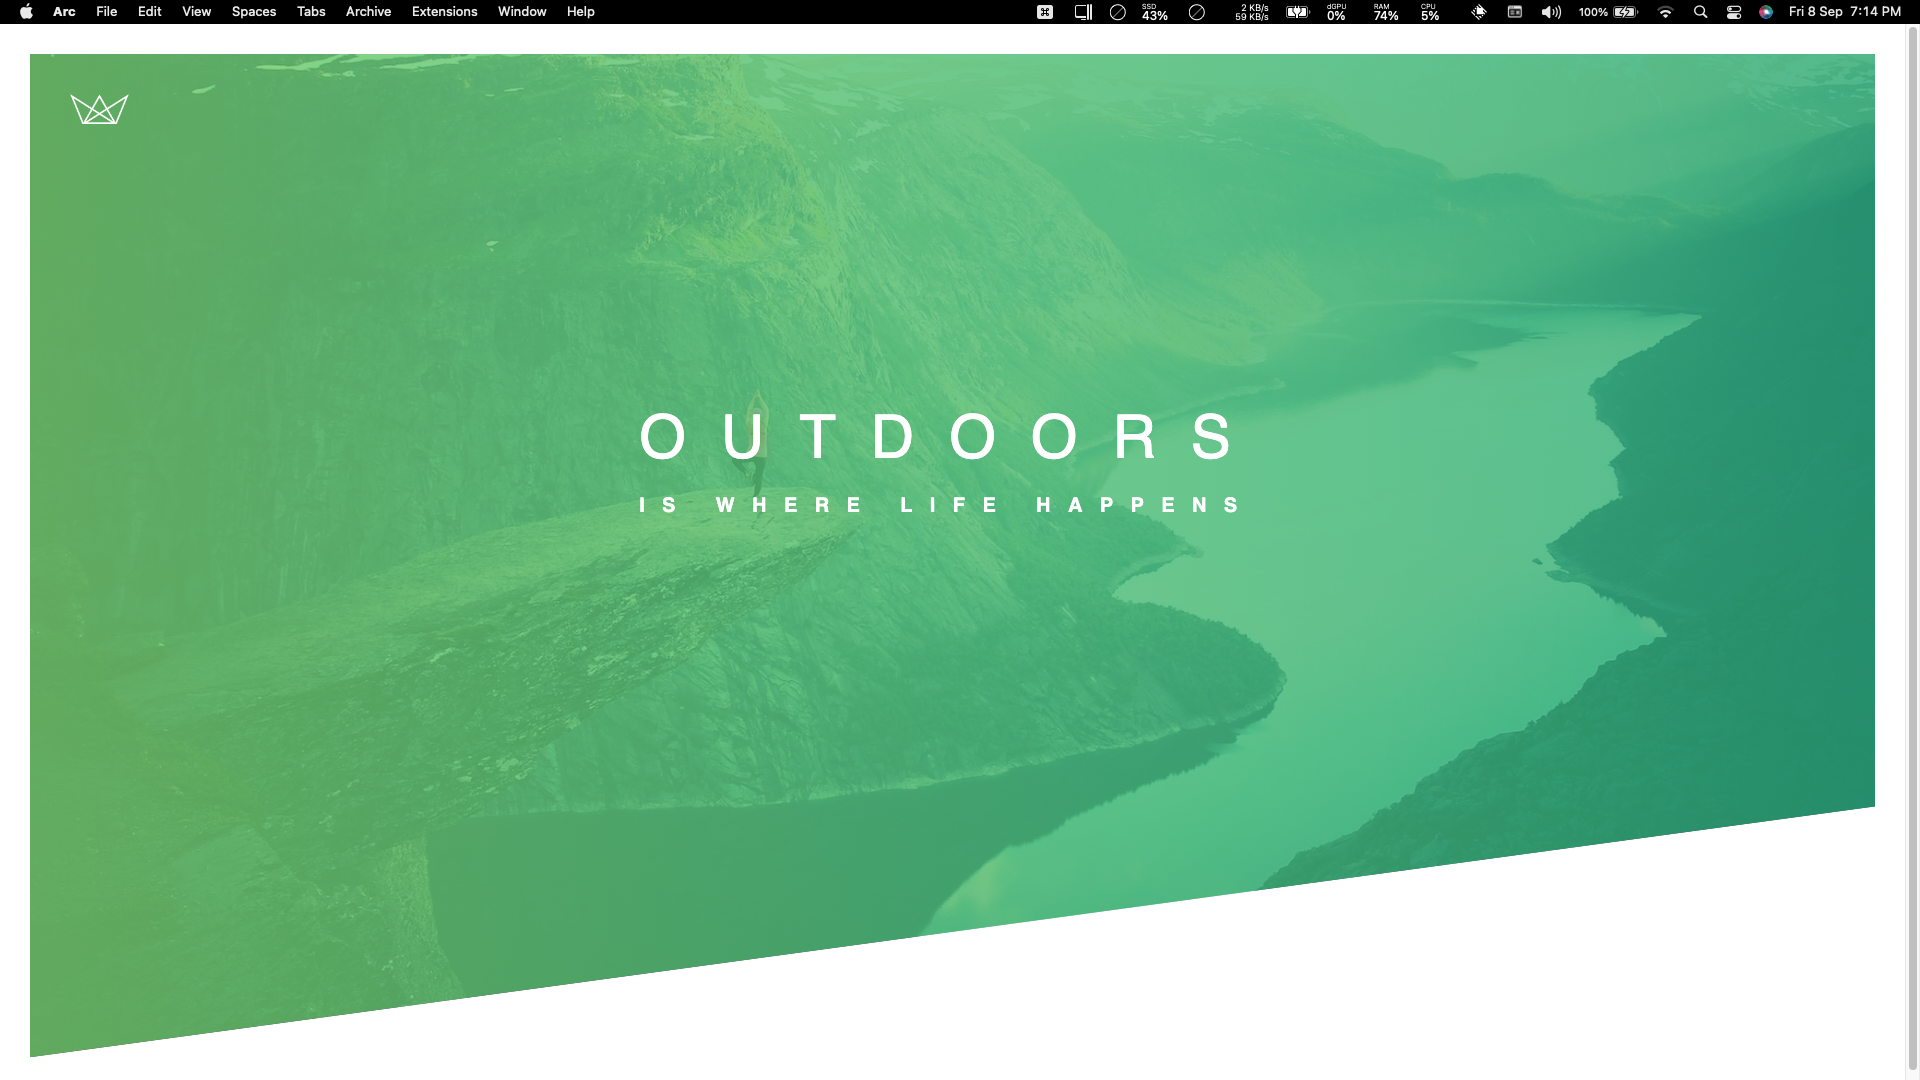 Arc File Edit View Spaces Tabs Archive Extensions Window Help SSD 43% 2 KB/s 59 KB/s dGPU 0% RAM 74% CPU 5% 100% Fri 8 Sep 7:14 PM
OUTDOORS
IS WHERE LIFE HAPPENS